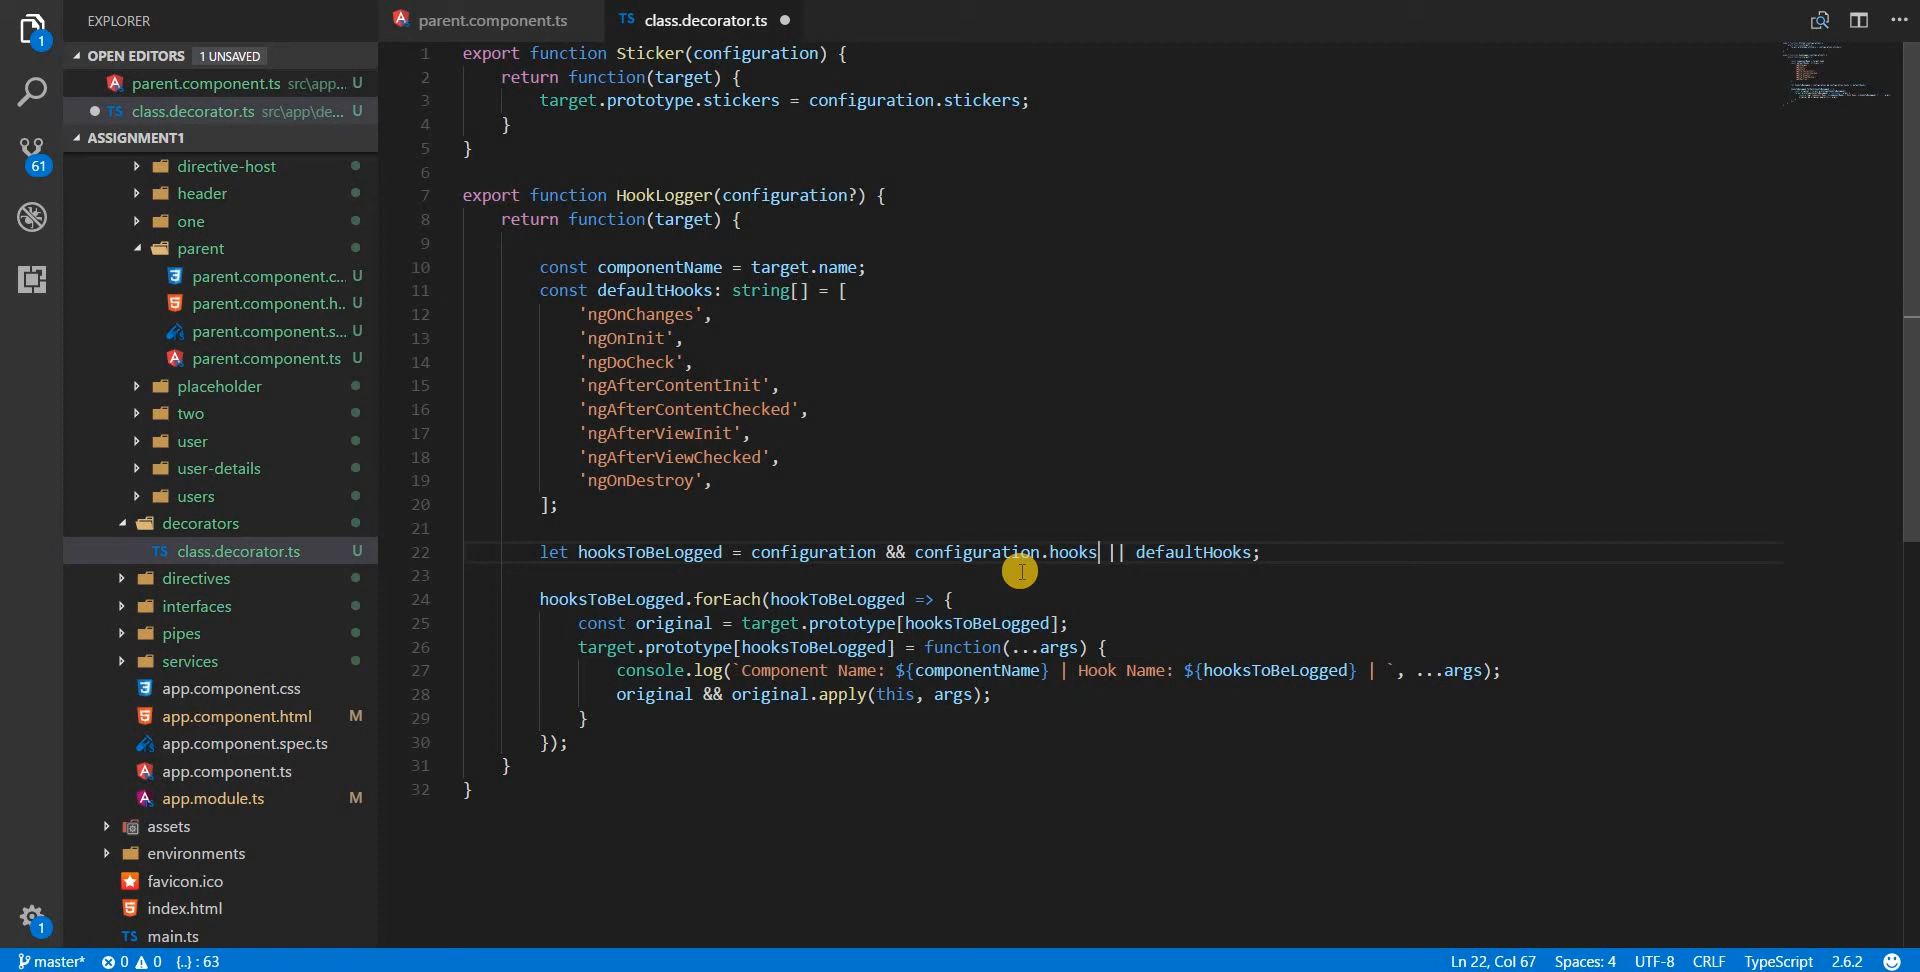 EXPLORER
OPEN EDITORS 1 UNSAVED
parent.component.ts src\app... U
class.decorator.ts src\app\de... U
ASSIGNMENT1
directive-host
header
one
parent
parent.component.c... U
parent.component.h.. U
parent.component.s... U
parent.component.ts U
placeholder
two
user
user-details
users
decorators
TS class.decorator.ts U
directives
interfaces
pipes
services
app.component.css
app.component.html M
app.component.spec.ts
app.component.ts
app.module.ts M
assets
environments
favicon.ico
index.html
TS main.ts
1
61
1
parent.component.ts
TS class.decorator.ts
1 export function Sticker(configuration) {
2 return function(target) {
3 target.prototype.stickers = configuration.stickers;
4 }
5 }
6
7 export function HookLogger(configuration?) {
8 return function(target) {
9
10 const componentName = target.name;
11 const defaultHooks: string[] = [
12 'ngOnChanges',
13 'ngOnInit',
14 'ngDoCheck',
15 'ngAfterContentInit',
16 'ngAfterContentChecked',
17 'ngAfterViewInit',
18 'ngAfterViewChecked',
19 'ngOnDestroy',
20 ];
21
22 let hooksToBeLogged = configuration && configuration.hooks || defaultHooks;
23
24 hooksToBeLogged.forEach(hookToBeLogged => {
25 const original = target.prototype[hooksToBeLogged];
26 target.prototype[hooksToBeLogged] = function(...args) {
27 console.log(`Component Name: ${componentName} | Hook Name: ${hooksToBeLogged} | `, ...args);
28 original && original.apply(this, args);
29 }
30 });
31 }
32 }
master* 0 0 {..} : 63
Ln 22, Col 67 Spaces: 4 UTF-8 CRLF TypeScript 2.6.2